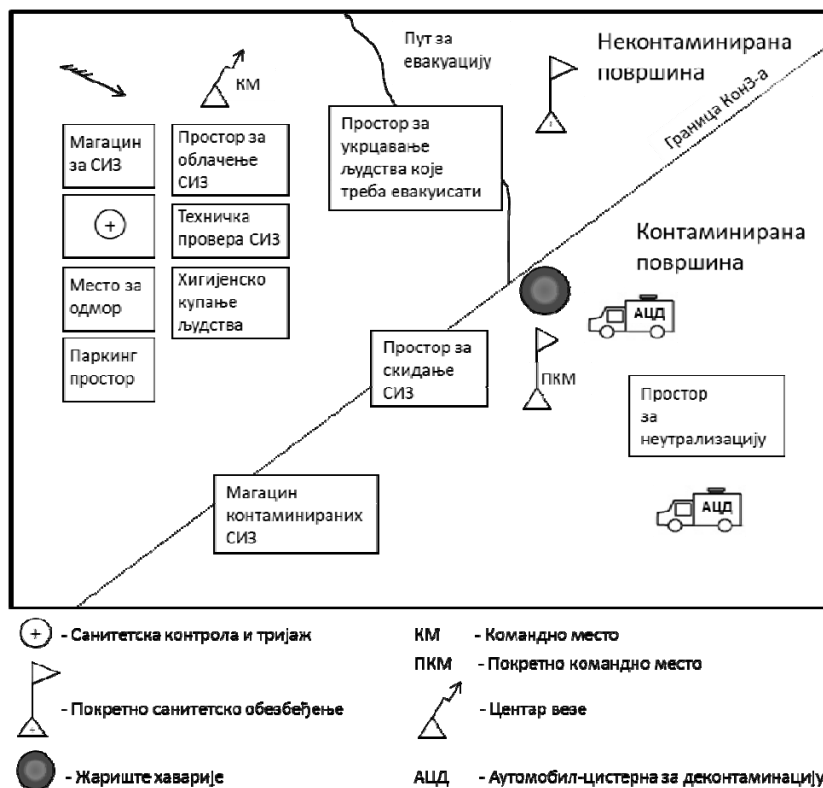 Пут за
евакуацију
Неконтаминирана
површина
КМ
Граница КонЗ-а
Магацин
за СИЗ
Простор за
облачење
СИЗ
Простор за
укрцавање
људства које
треба евакуисати
Техничка
провера СИЗ
Контаминирана
површина
Место за
одмор
Хигијенско
купање
људства
АЦД
Паркинг
простор
Простор за
скидање
СИЗ
ПКМ
Простор
за
неутрализацију
Магацин
контаминираних
СИЗ
АЦД
- Санитетска контрола и тријаж
КМ - Командно место
ПКМ - Покретно командно место
- Покретно санитетско обезбеђење
- Центар везе
- Жариште хаварије
АЦД - Аутомобил-цистерна за деконтаминацију